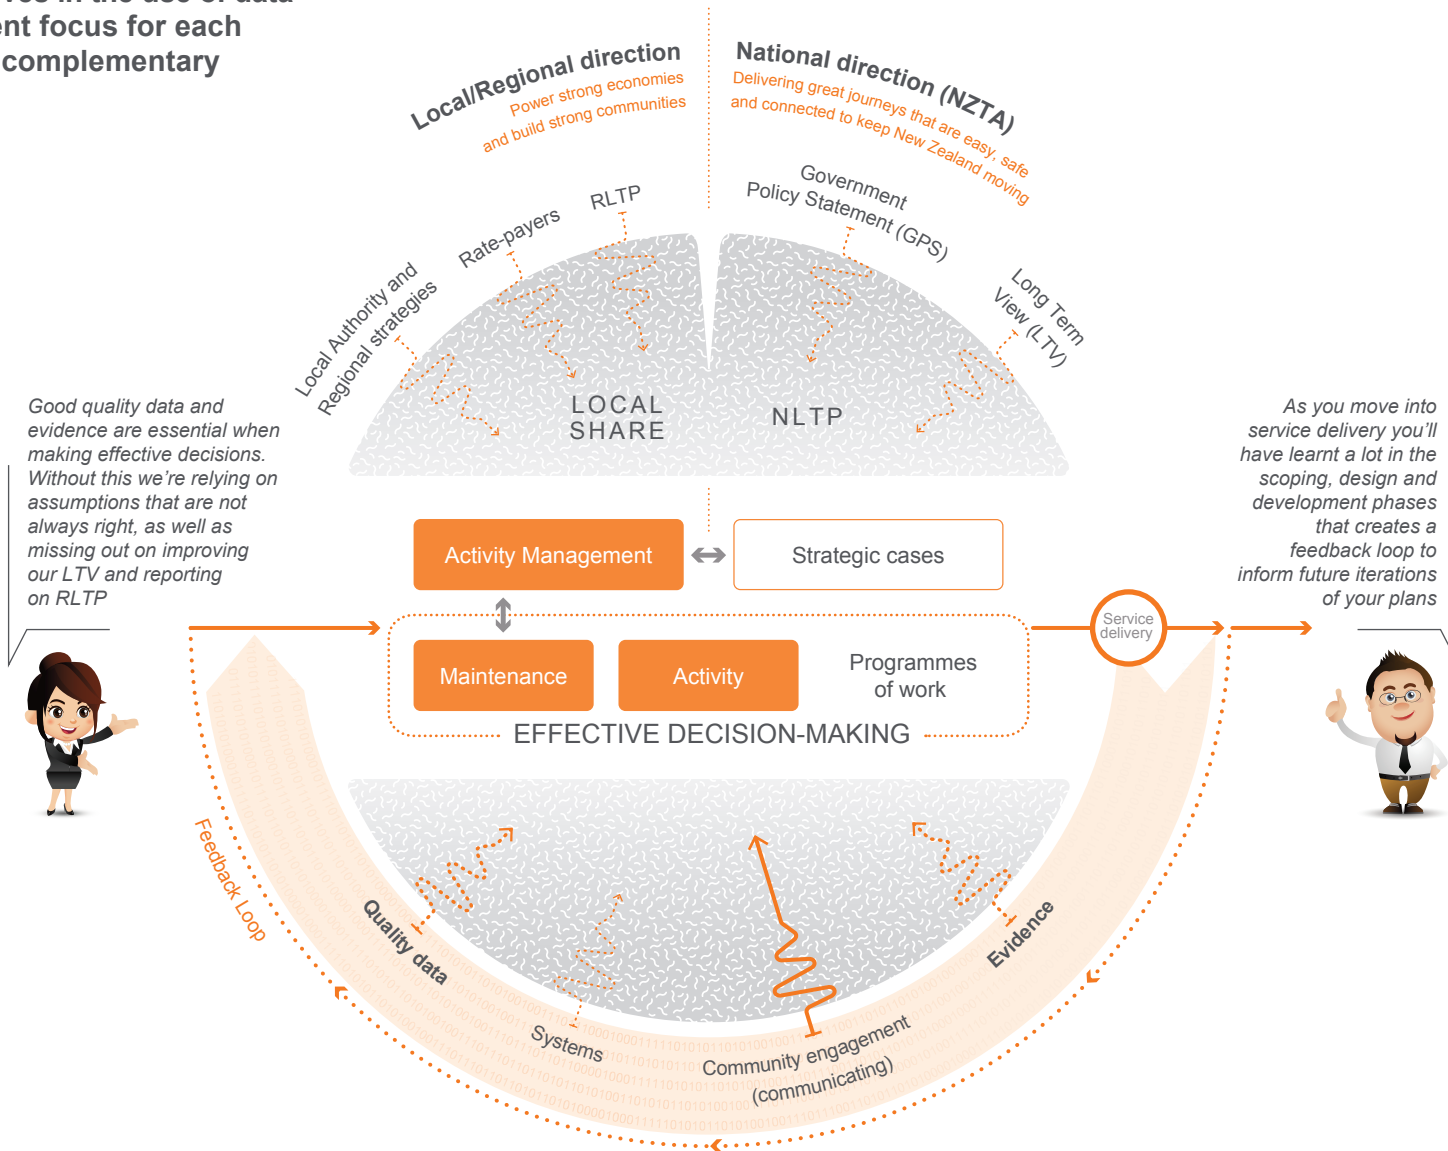 in the use of data
focus for each
complementary
Local/Regional direction
Power strong economies
and build strong communities
National direction (NZTA)
Delivering great journeys that are easy, safe
and connected to keep New Zealand moving
Local Authority and
Regional strategies
Rate-payers
RLTP
Government
Policy Statement (GPS)
Long Term
View (LTV)
LOCAL
SHARE
NLTP
Good quality data and
evidence are essential when
making effective decisions.
Without this we're relying on
assumptions that are not
always right, as well as
missing out on improving
our LTV and reporting
on RLTP
As you move into
service delivery you'll
have learnt a lot in the
scoping, design and
development phases
that creates a
feedback loop to
inform future iterations
of your plans
Activity Management
Strategic cases
Service
delivery
Maintenance
Activity
Programmes
of work
EFFECTIVE DECISION-MAKING
Feedback Loop
Quality data
Systems
Community engagement
(communicating)
Evidence